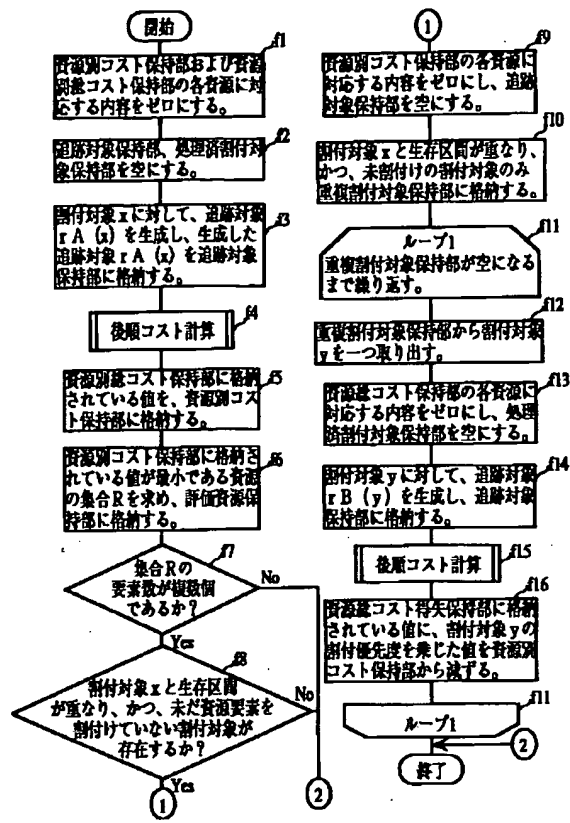 開始
f1
資源別コスト保持部および資源
別総コスト保持部の各資源に対
応する内容をゼロにする。
f2
追跡対象保持部、処理済割付対
象保持部を空にする。
f3
割付対象xに対して、追跡対象
rA(x)を生成し、生成した
追跡対象rA(x)を追跡対象
保持部に格納する。
f4
後順コスト計算
f5
資源別総コスト保持部に格納
されている値を、資源別コス
ト保持部に格納する。
f6
資源別コスト保持部に格納さ
れている値が最小である資源
の集合Rを求め、評価資源保
持部に格納する。
f7
集合Rの
要素数が複数個
であるか?
No
Yes
f8
割付対象xと生存区間
が重なり、かつ、未だ資源要素を
割付けていない割付対象が
存在するか?
No
Yes
1
2
1
f9
資源別コスト保持部の各資源に
対応する内容をゼロにし、追跡
対象保持部を空にする。
f10
割付対象xと生存区間が重なり、
かつ、未割付けの割付対象のみ
重複割付対象保持部に格納する。
f11
ループ1
重複割付対象保持部が空になる
まで繰り返す。
f12
重複割付対象保持部から割付対象
yを一つ取り出す。
f13
資源総コスト保持部の各資源に
対応する内容をゼロにし、処理
済割付対象保持部を空にする。
f14
割付対象yに対して、追跡対象
rB(y)を生成し、追跡対象
保持部に格納する。
f15
後順コスト計算
f16
資源総コスト得失保持部に格納
されている値に、割付対象yの
割付優先度を乗じた値を資源別
コスト保持部から減ずる。
f11
ループ1
2
終了